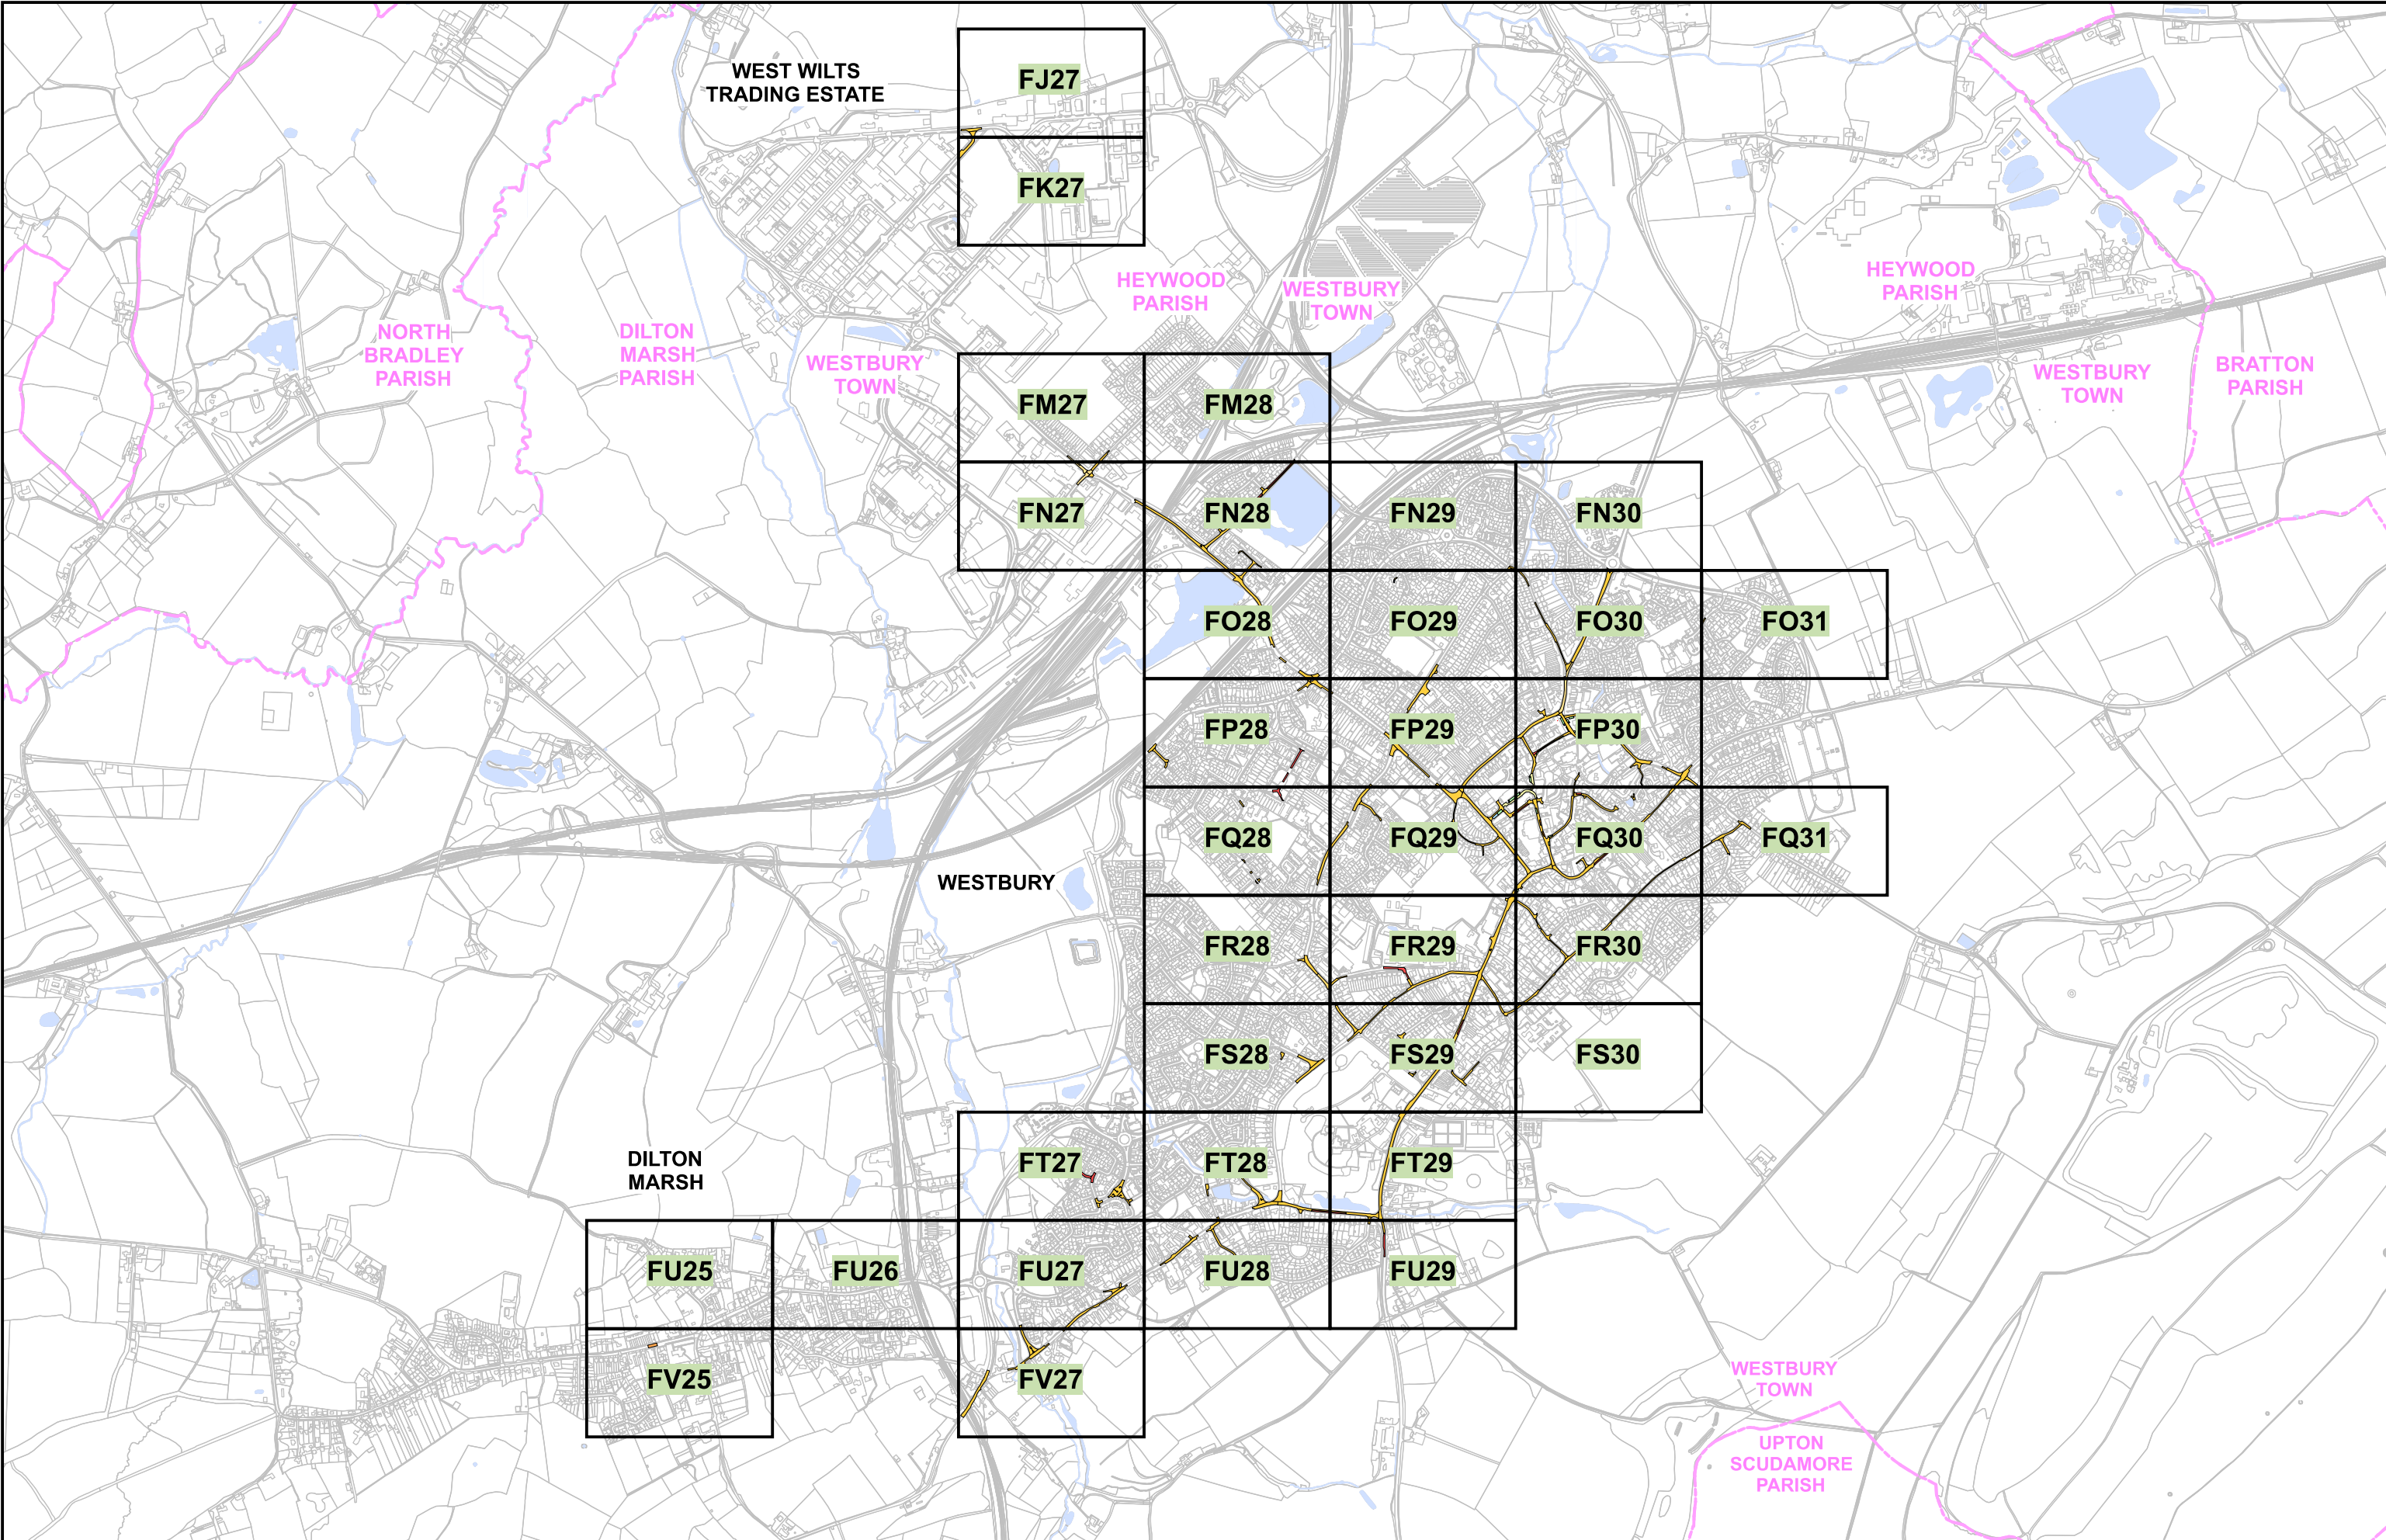 WEST WILTS
TRADING ESTATE
FJ27
FK27
HEYWOOD
PARISH
WESTBURY
TOWN
HEYWOOD
PARISH
NORTH
BRADLEY
PARISH
DILTON
MARSH
PARISH
WESTBURY
TOWN
WESTBURY
TOWN
BRATTON
PARISH
FM27
FM28
FN27
FN28
FN29
FN30
FO28
FO29
FO30
FO31
FP28
FP29
FP30
FQ28
FQ29
FQ30
FQ31
WESTBURY
FR28
FR29
FR30
FS28
FS29
FS30
DILTON
MARSH
FT27
FT28
FT29
FU25
FU26
FU27
FU28
FU29
FV25
FV27
WESTBURY
TOWN
UPTON
SCUDAMORE
PARISH